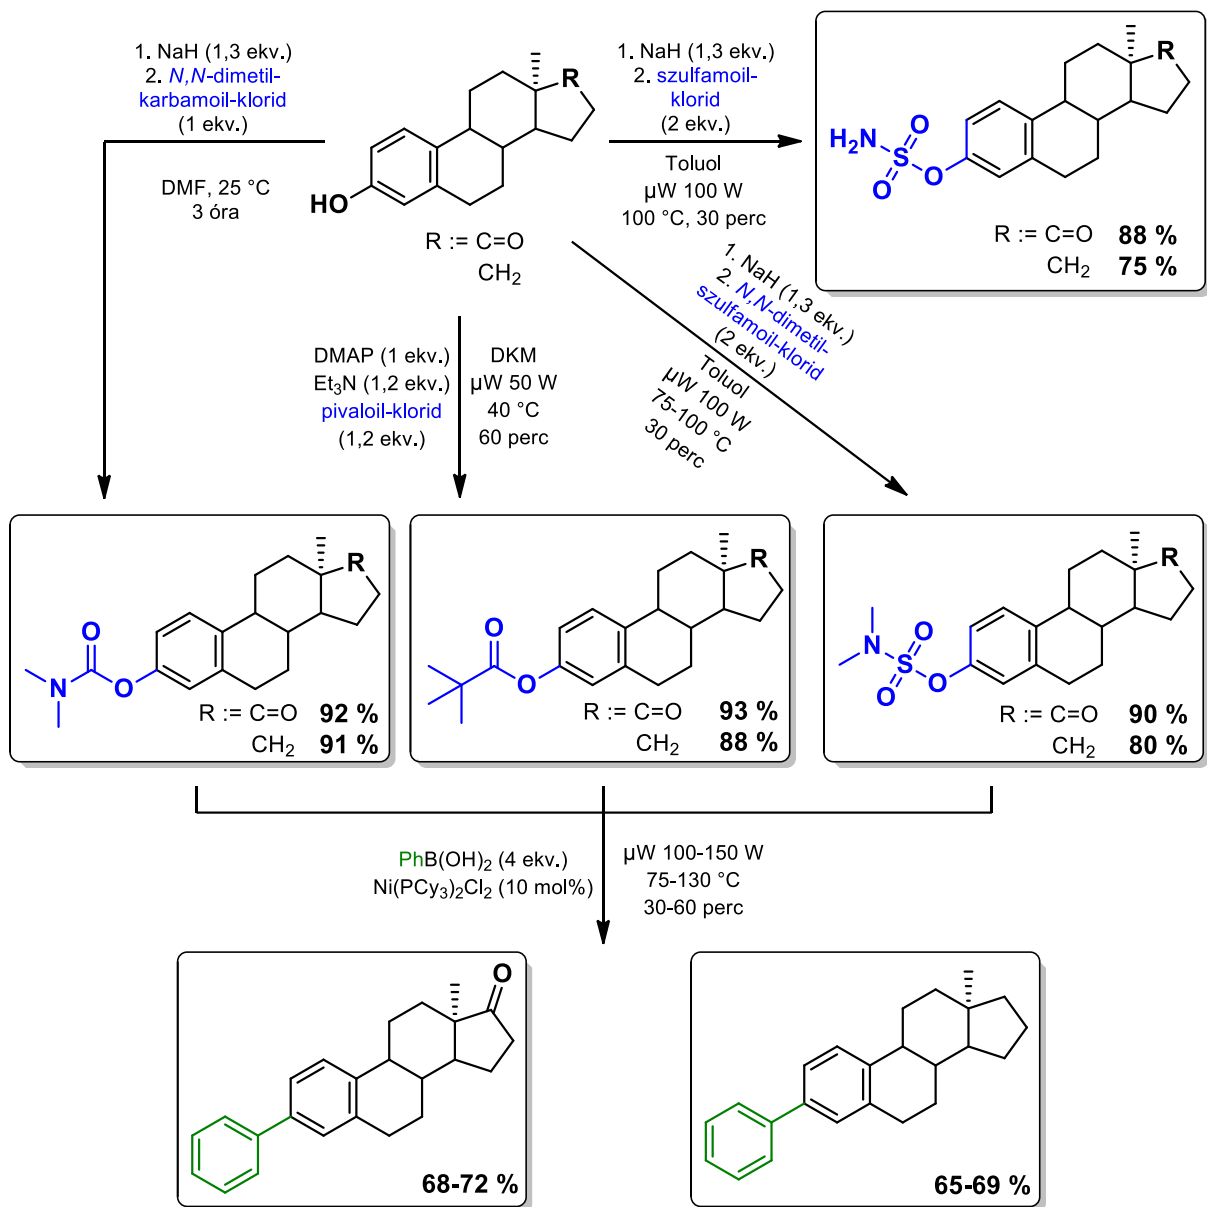 1. NaH (1,3 ekv.)
2. N,N-dimetil-
karbamoil-klorid
(1 ekv.)
DMF, 25 °C
3 óra
HO
R
R := C=O
CH₂
1. NaH (1,3 ekv.)
2. szulfamoil-
klorid
(2 ekv.)
Toluol
µW 100 W
100 °C, 30 perc
R
H₂N
O
S
O
O
R := C=O 88 %
CH₂ 75 %
DMAP (1 ekv.)
Et₃N (1,2 ekv.)
pivaloil-klorid
(1,2 ekv.)
DKM
µW 50 W
40 °C
60 perc
1. NaH (1,3 ekv.)
2. N,N-dimetil-
szulfamoil-klorid
(2 ekv.)
Toluol
µW 100 W
75-100 °C
30 perc
R
O
N
O
R := C=O 92 %
CH₂ 91 %
R
O
O
R := C=O 93 %
CH₂ 88 %
R
N
O
S
O
O
R := C=O 90 %
CH₂ 80 %
PhB(OH)₂ (4 ekv.)
Ni(PCy₃)₂Cl₂ (10 mol%)
µW 100-150 W
75-130 °C
30-60 perc
O
68-72 %
65-69 %